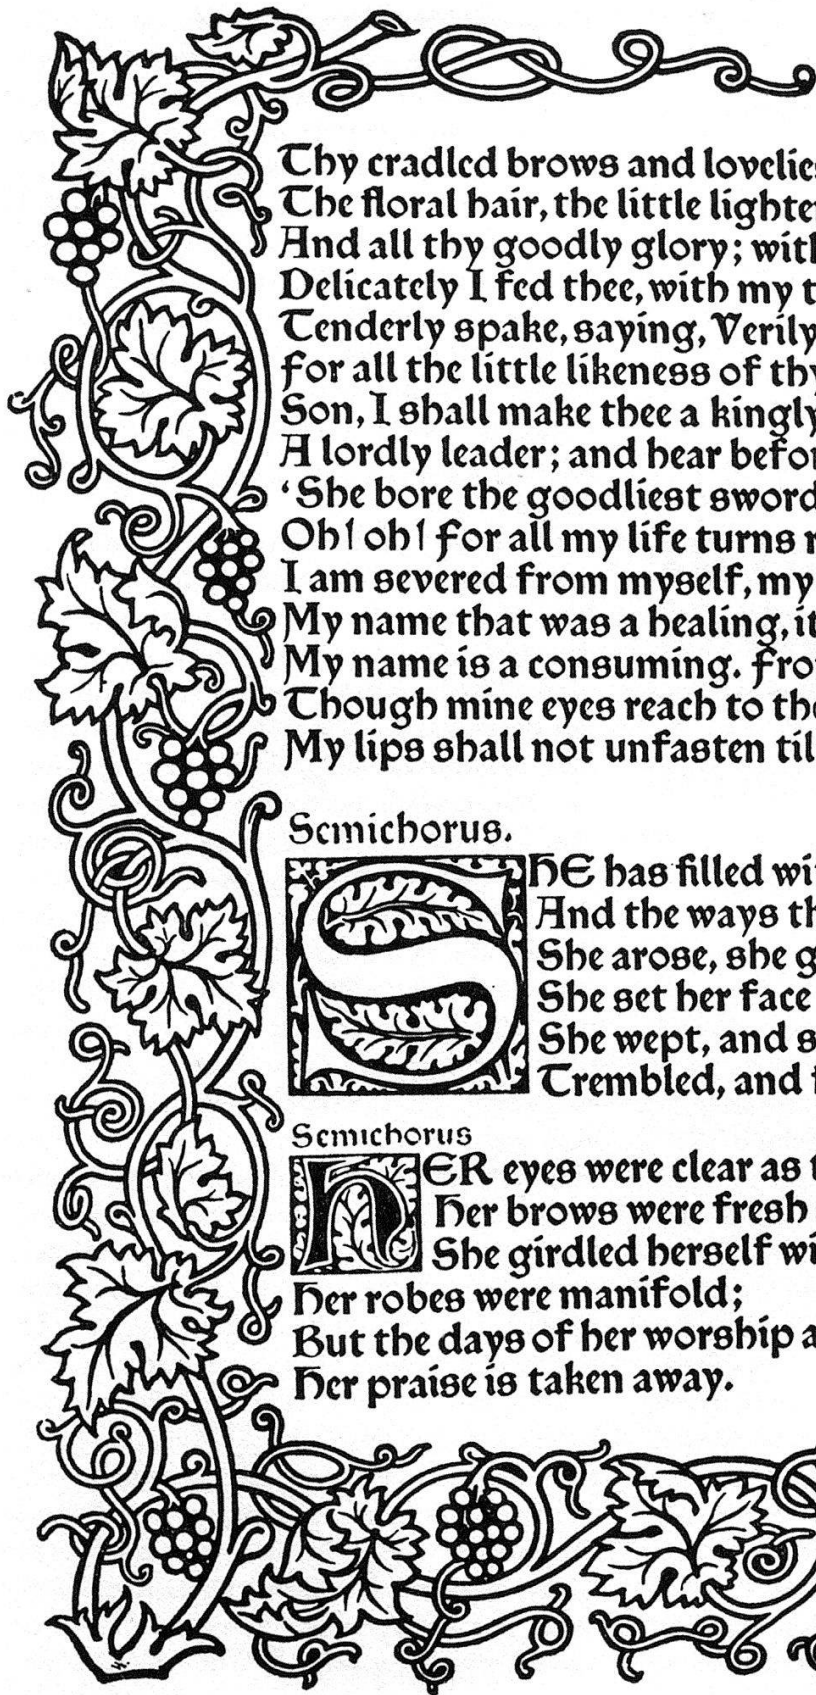 Thy cradled brows and lovelies
The floral hair, the little lighte
And all thy goodly glory; with
Delicately I fed thee, with my t
Tenderly spake, saying, Verily
For all the little likeness of thy
Son, I shall make thee a kingly
A lordly leader; and hear befor
'She bore the goodliest sword
Oh! oh! For all my life turns r
I am severed from myself, my
My name that was a healing, it
My name is a consuming. From
Though mine eyes reach to the
My lips shall not unfasten til
Semichorus.
SHE has filled wi
And the ways th
She arose, she g
She set her face
She wept, and s
Trembled, and
Semichorus
HER eyes were clear as t
Her brows were fresh
She girdled herself wi
Her robes were manifold;
But the days of her worship a
Her praise is taken away.